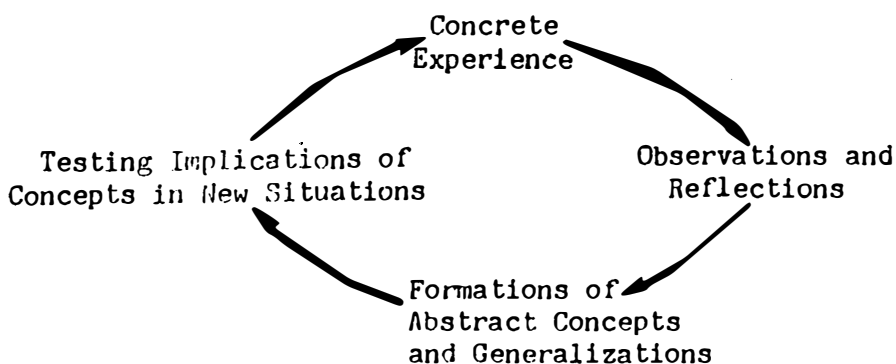 Concrete
Experience
Observations and
Reflections
Formations of
Abstract Concepts
and Generalizations
Testing Implications of
Concepts in New Situations